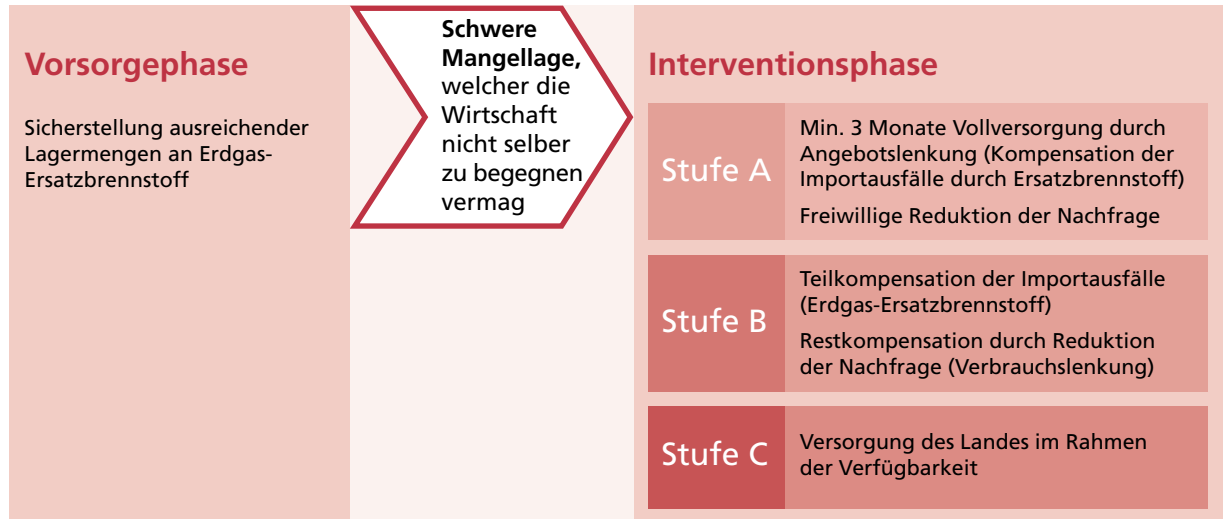 Vorsorgephase
Sicherstellung ausreichender
Lagermengen an Erdgas-
Ersatzbrennstoff
Schwere
Mangellage,
welcher die
Wirtschaft
nicht selber
zu begegnen
vermag
Interventionsphase
Stufe A
Min. 3 Monate Vollversorgung durch
Angebotslenkung (Kompensation der
Importausfälle durch Ersatzbrennstoff)
Freiwillige Reduktion der Nachfrage
Stufe B
Teilkompensation der Importausfälle
(Erdgas-Ersatzbrennstoff)
Restkompensation durch Reduktion
der Nachfrage (Verbrauchslenkung)
Stufe C
Versorgung des Landes im Rahmen
der Verfügbarkeit